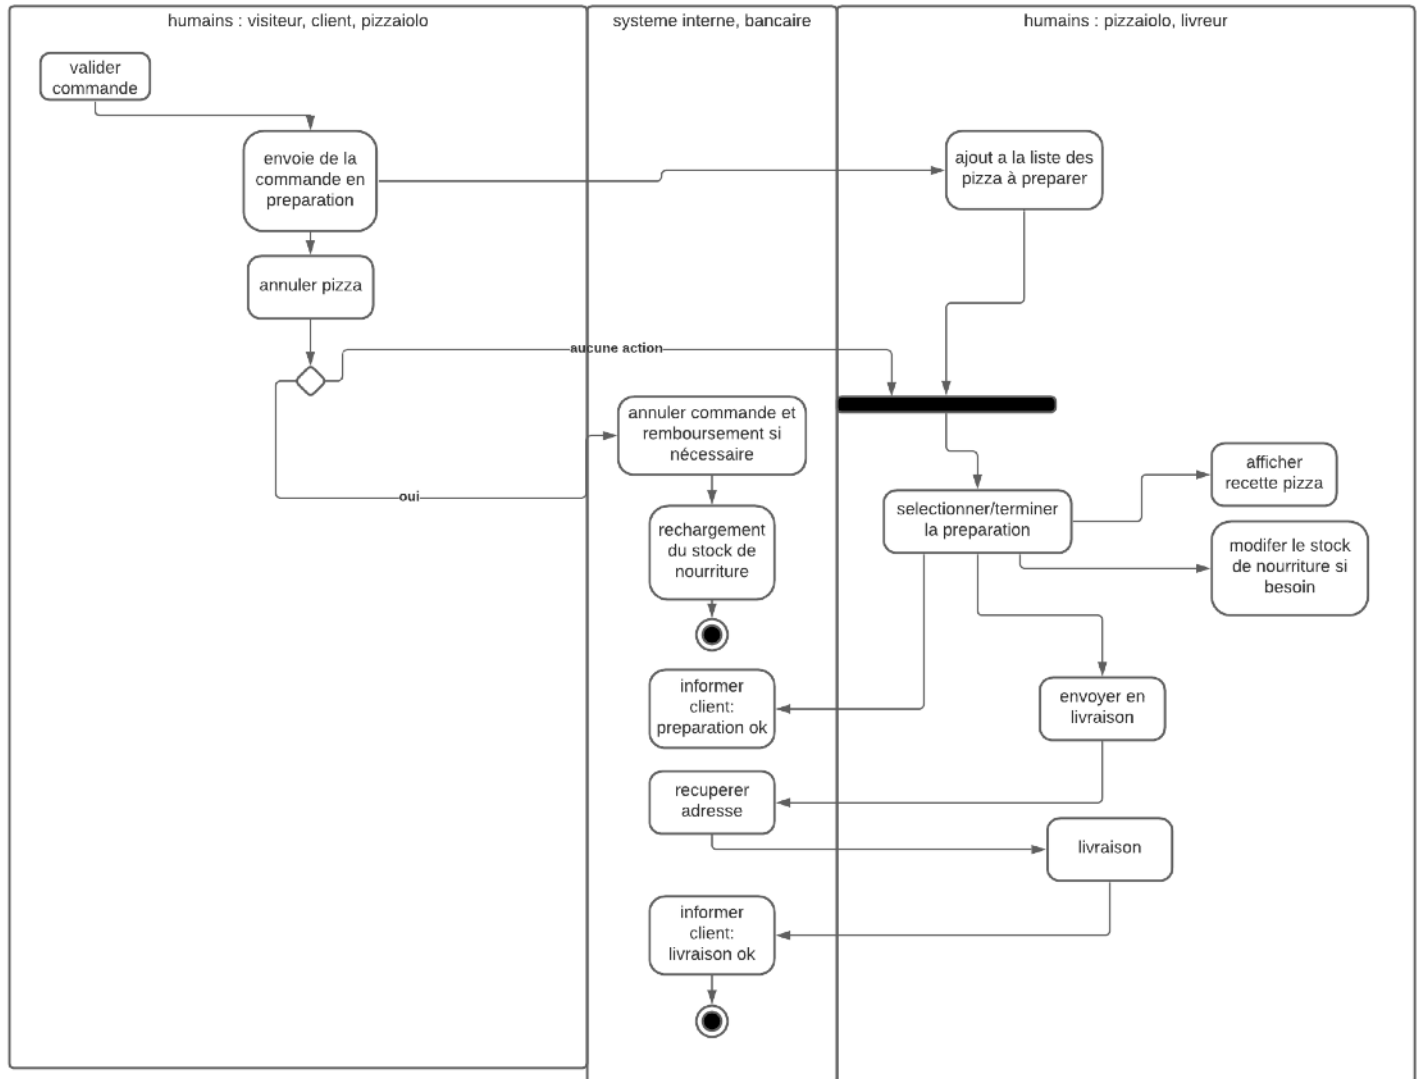 humains : visiteur, client, pizzaiolo
systeme interne, bancaire
humains : pizzaiolo, livreur
valider
commande
envoie de la
commande en
preparation
ajout a la liste des
pizza à preparer
annuler pizza
aucune action
oui
annuler commande et
remboursement si
nécessaire
rechargement
du stock de
nourriture
selectionner/terminer
la preparation
afficher
recette pizza
modifer le stock
de nourriture si
besoin
informer
client:
preparation ok
envoyer en
livraison
recuperer
adresse
livraison
informer
client:
livraison ok